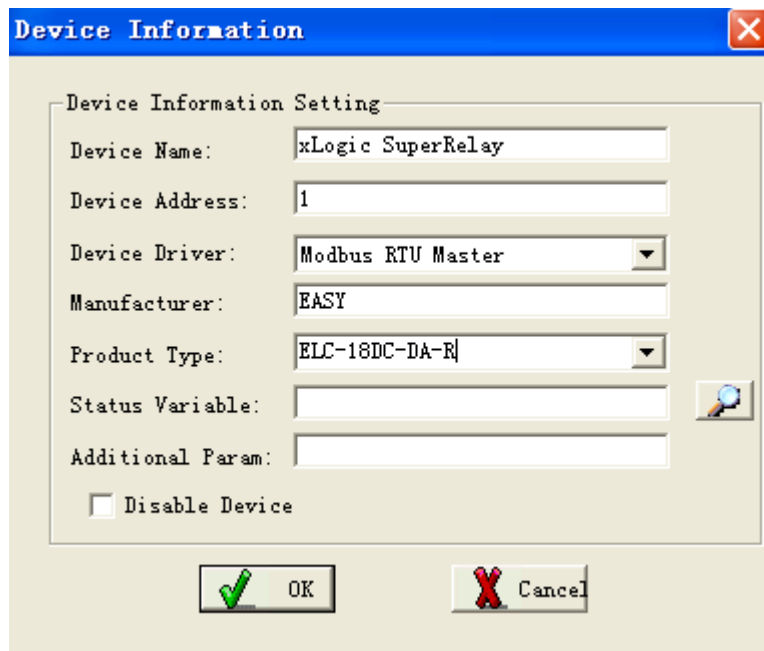 Device Information
Device Information Setting
Device Name: xLogic SuperRelay
Device Address: 1
Device Driver: Modbus RTU Master
Manufacturer: EASY
Product Type: ELC-18DC-DA-R
Status Variable:
Additional Param:
Disable Device
OK Cancel